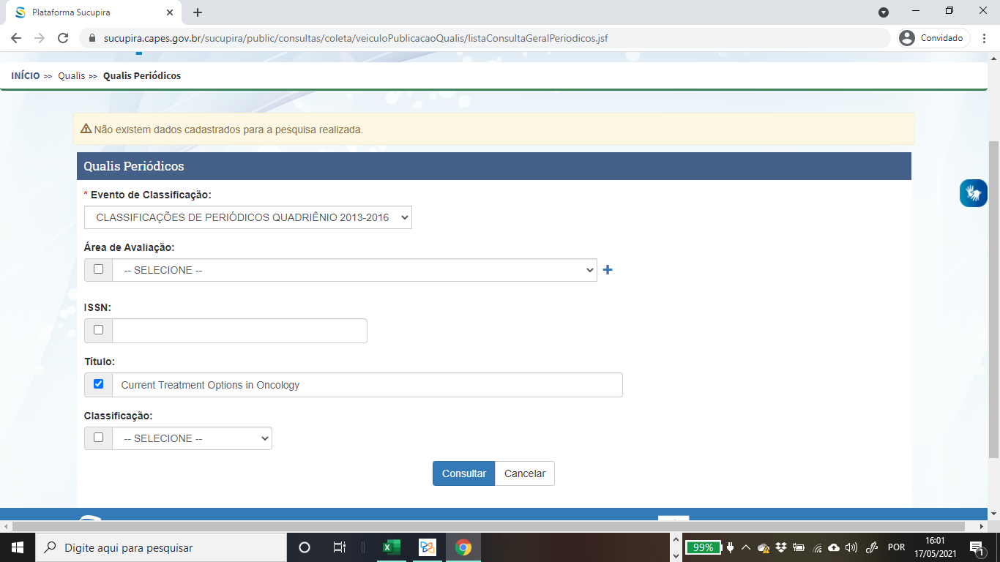 Plataforma Sucupira
sucupira.capes.gov.br/sucupira/public/consultas/coleta/veiculoPublicacaoQualis/listaConsultaGeralPeriodicos.jsf
Convidado
INÍCIO >> Qualis >> Qualis Periódicos
Não existem dados cadastrados para a pesquisa realizada.
Qualis Periódicos
* Evento de Classificação:
CLASSIFICAÇÕES DE PERIÓDICOS QUADRIÊNIO 2013-2016
Área de Avaliação:
-- SELECIONE --
ISSN:
Título:
Current Treatment Options in Oncology
Classificação:
-- SELECIONE --
Consultar Cancelar
Digite aqui para pesquisar
99%
POR
16:01
17/05/2021
1